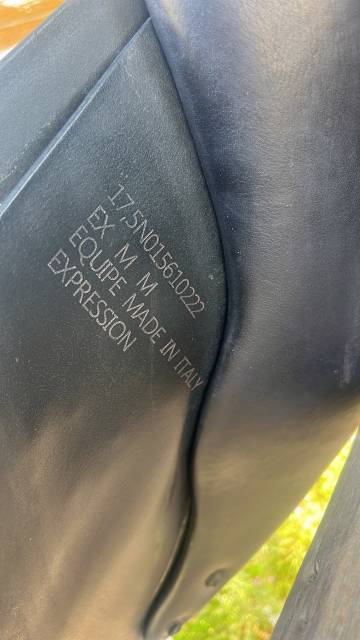 17,5N015610222
EX M M
EQUIPE MADE IN ITALY
EXPRESSION